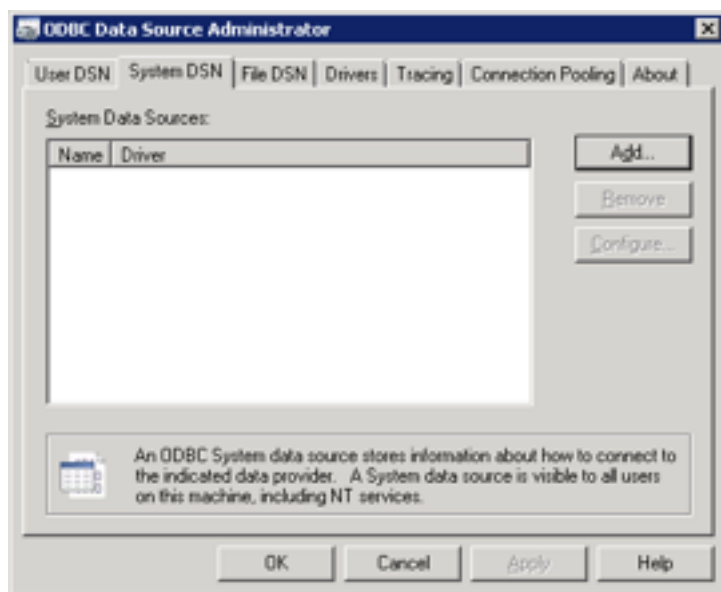 ODBC Data Source Administrator
User DSN System DSN File DSN Drivers Tracing Connection Pooling About
System Data Sources:
Name Driver
Add...
Remove
Configure...
An ODBC System data source stores information about how to connect to
the indicated data provider. A System data source is visible to all users
on this machine, including NT services.
OK Cancel Apply Help